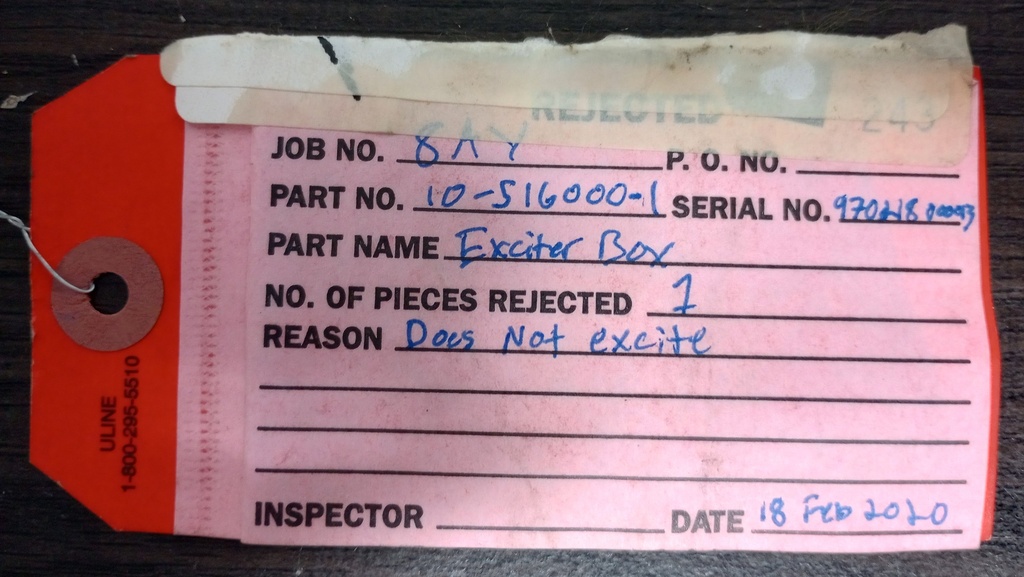 REJECTED 243
JOB NO. 8AY P. O. NO.
PART NO. 10-516000-1 SERIAL NO.
PART NAME Exciter Box
NO. OF PIECES REJECTED 1
REASON Does Not excite
INSPECTOR DATE 18 Feb 2020
ULINE
1-800-295-5510